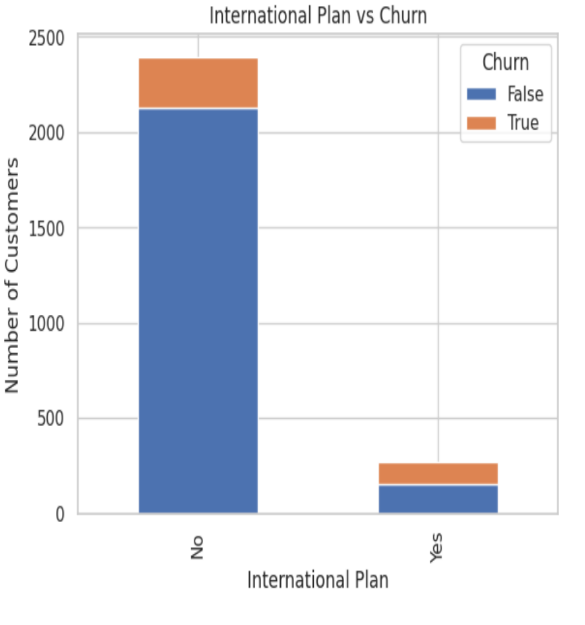 International Plan vs Churn
2500
2000
1500
1000
500
0
Number of Customers
Churn
False
True
No
Yes
International Plan